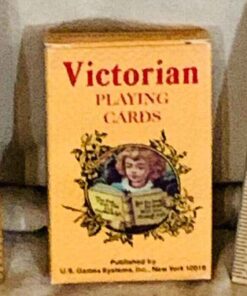 Victorian
PLAYING
CARDS
Published by
U.S. Games Systems, Inc., New York 10016